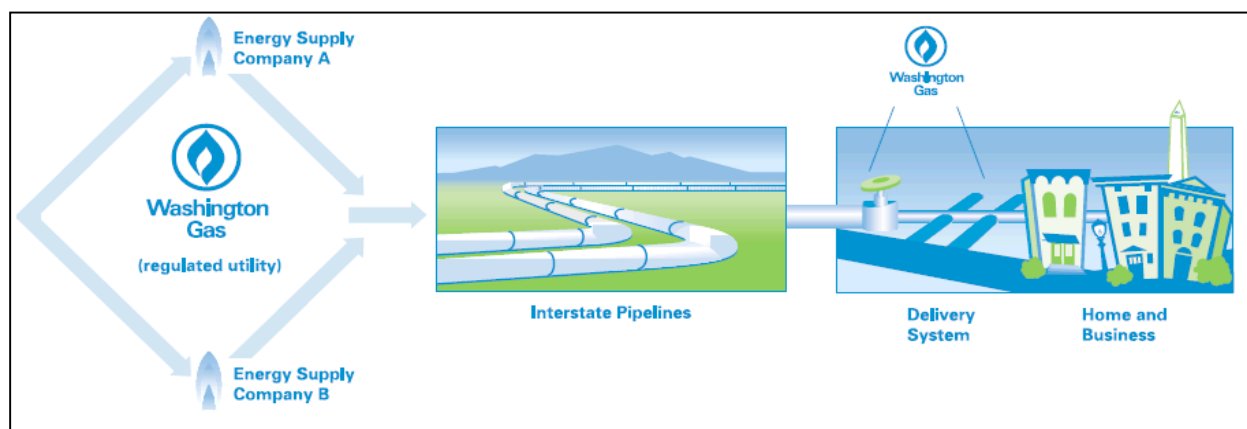 Energy Supply
Company A
Washington
Gas
(regulated utility)
Energy Supply
Company B
Interstate Pipelines
Washington
Gas
Delivery
System
Home and
Business